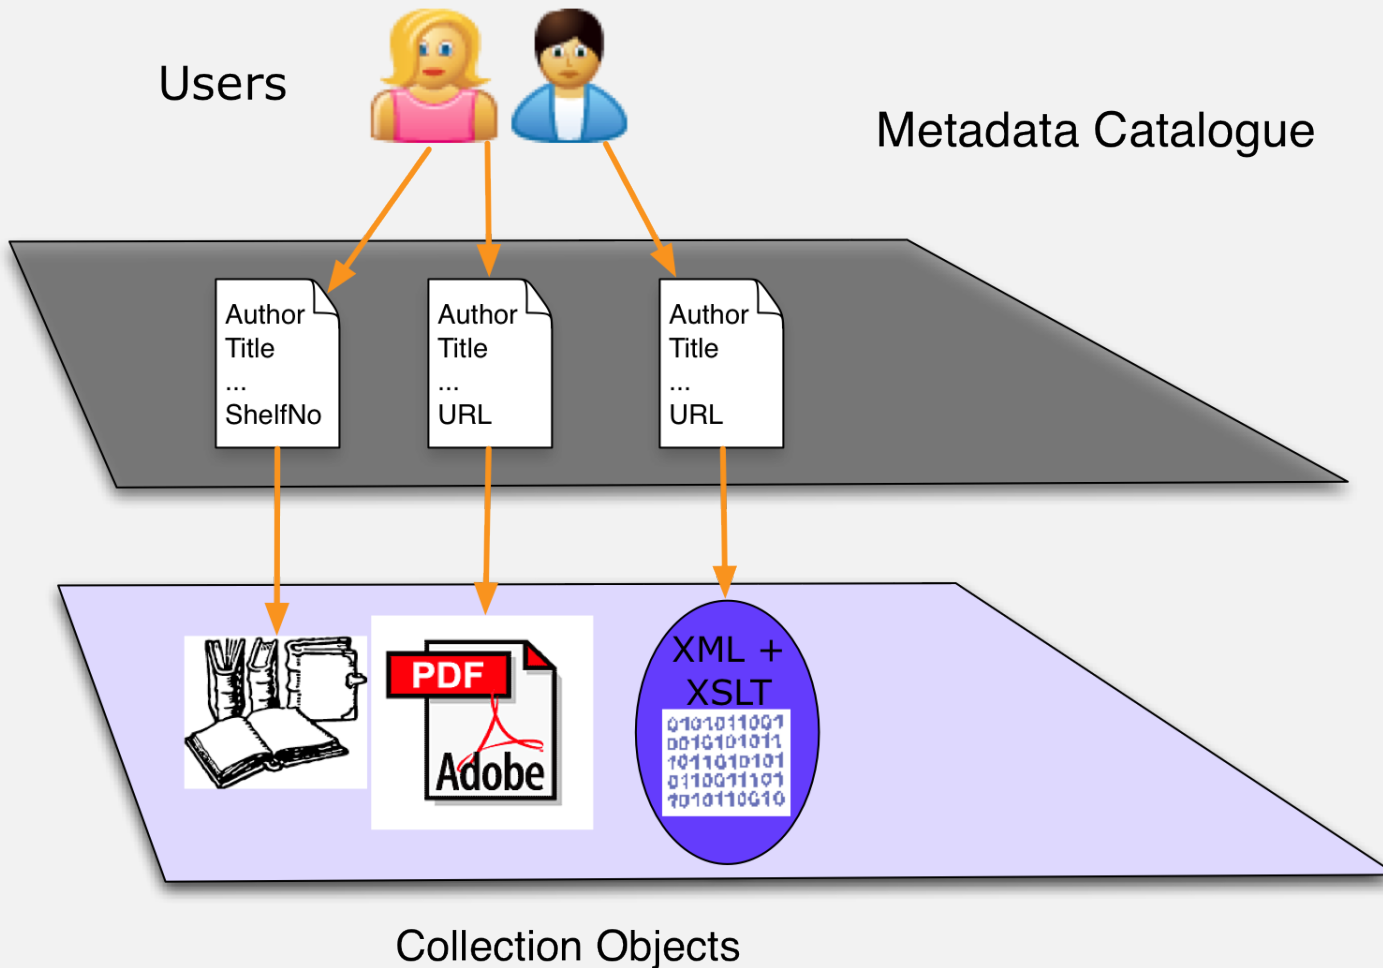 Users
Metadata Catalogue
Author
Title
...
ShelfNo
Author
Title
...
URL
Author
Title
...
URL
PDF
Adobe
XML +
XSLT
0101011001
0010101011
1011010101
0110011101
1010110010
Collection Objects